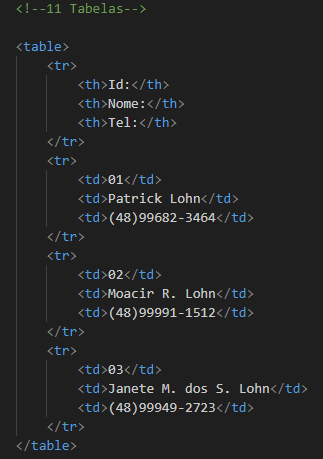 <!--11 Tabelas-->
<table>
<tr>
<th>Id:</th>
<th>Nome:</th>
<th>Tel:</th>
</tr>
<tr>
<td>01</td>
<td>Patrick Lohn</td>
<td>(48)99682-3464</td>
</tr>
<tr>
<td>02</td>
<td>Moacir R. Lohn</td>
<td>(48)99991-1512</td>
</tr>
<tr>
<td>03</td>
<td>Janete M. dos S. Lohn</td>
<td>(48)99949-2723</td>
</tr>
</table>